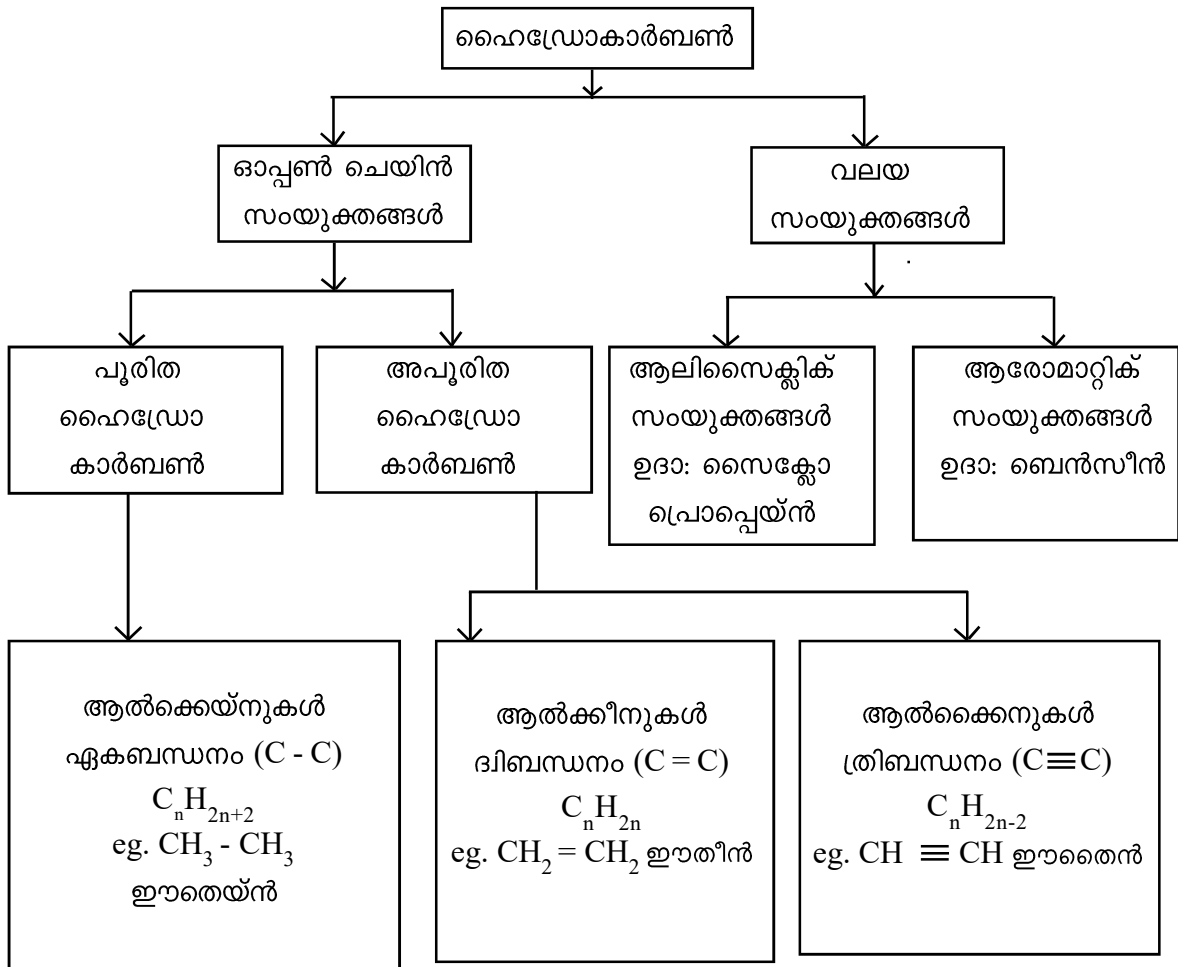 ഹൈഡ്രോകാർബൺ
ഓപ്പൺ ചെയിൻ
സംയുക്തങ്ങൾ
വലയ
സംയുക്തങ്ങൾ
പൂരിത
ഹൈഡ്രോ
കാർബൺ
അപൂരിത
ഹൈഡ്രോ
കാർബൺ
ആലിസൈക്ലിക്
സംയുക്തങ്ങൾ
ഉദാ: സൈക്ലോ
പ്രൊപ്പെയ്ൻ
ആരോമാറ്റിക്
സംയുക്തങ്ങൾ
ഉദാ: ബെൻസീൻ
ആൽക്കെയ്നുകൾ
ഏകബന്ധനം (C - C)
CₙH₂ₙ₊₂
eg. CH₃ - CH₃
ഈതെയ്ൻ
ആൽക്കീനുകൾ
ദ്വിബന്ധനം (C = C)
CₙH₂ₙ
eg. CH₂ = CH₂ ഈതീൻ
ആൽക്കൈനുകൾ
ത്രിബന്ധനം (C≡C)
CₙH₂ₙ₋₂
eg. CH ≡ CH ഈതൈൻ